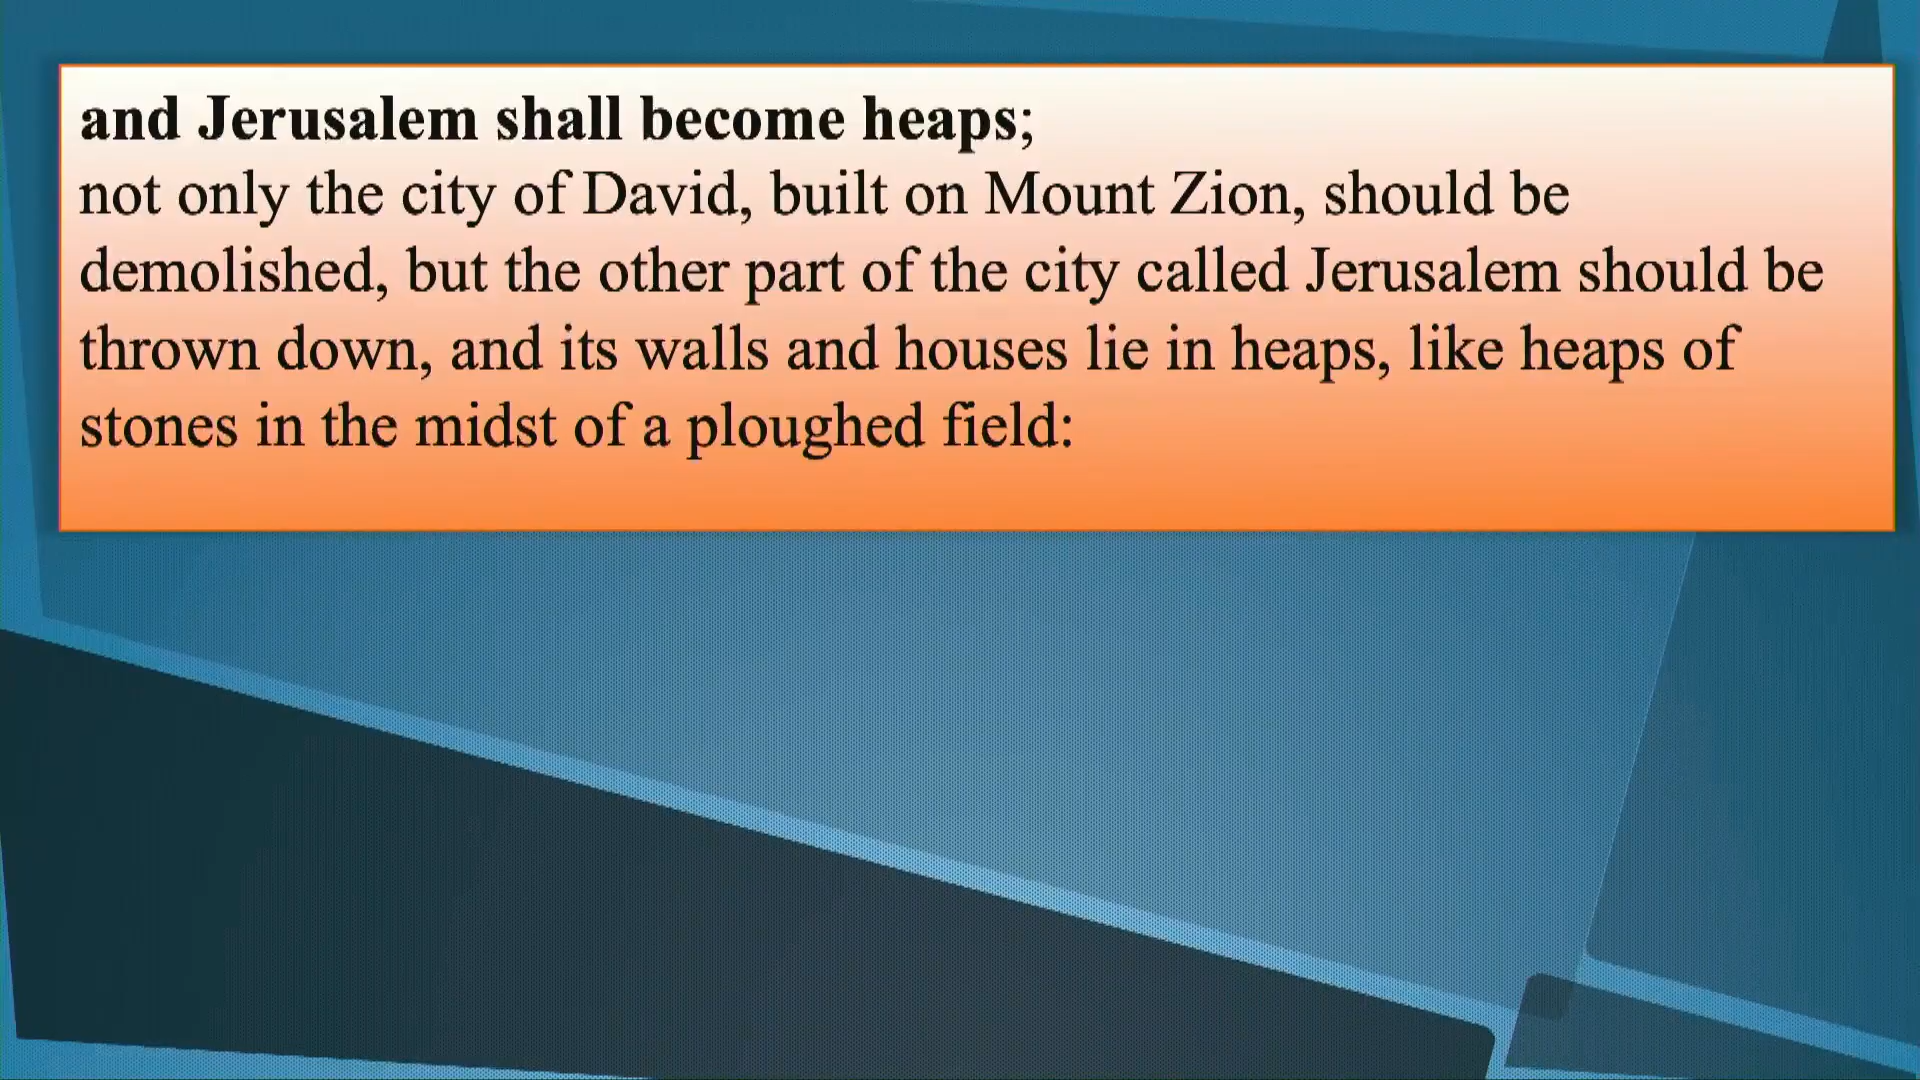 and Jerusalem shall become heaps;
not only the city of David, built on Mount Zion, should be
demolished, but the other part of the city called Jerusalem should be
thrown down, and its walls and houses lie in heaps, like heaps of
stones in the midst of a ploughed field: